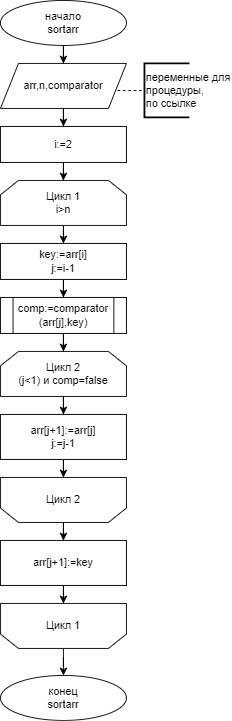 начало
sortarr
arr,n,comparator
переменные для
процедуры,
по ссылке
i:=2
Цикл 1
i>n
key:=arr[i]
j:=i-1
comp:=comparator
(arr[j],key)
Цикл 2
(j<1) и comp=false
arr[j+1]:=arr[j]
j:=j-1
Цикл 2
arr[j+1]:=key
Цикл 1
конец
sortarr